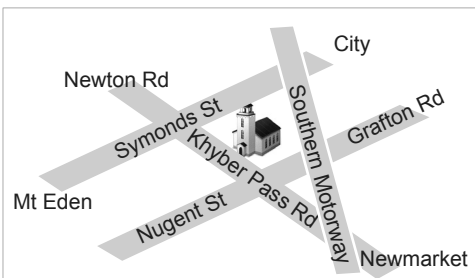 City
Newton Rd
Symonds St
Southern Motorway
Grafton Rd
Khyber Pass Rd
Mt Eden
Nugent St
Newmarket